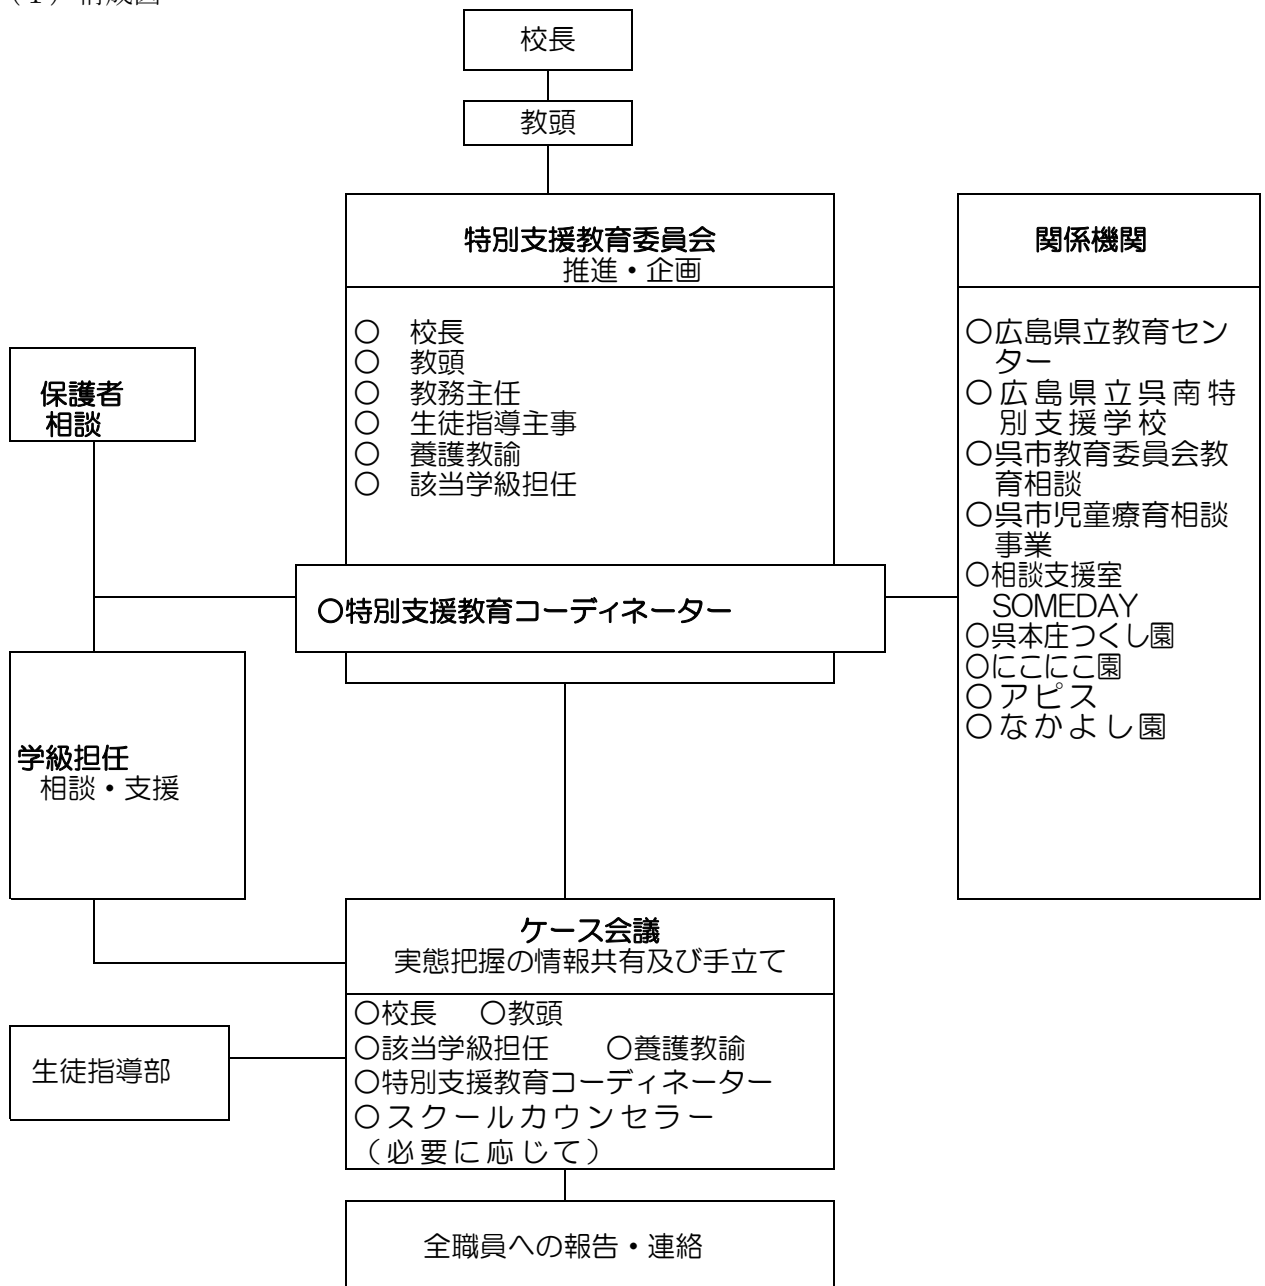 校長
教頭
特別支援教育委員会
推進・企画
○　校長
○　教頭
○　教務主任
○　生徒指導主事
○　養護教諭
○　該当学級担任
○特別支援教育コーディネーター
関係機関
○広島県立教育セン
ター
○広島県立呉南特
別支援学校
○呉市教育委員会教
育相談
○呉市児童療育相談
事業
○相談支援室
SOMEDAY
○呉本庄つくし園
○にこにこ園
○アピス
○なかよし園
保護者
相談
学級担任
相談・支援
生徒指導部
ケース会議
実態把握の情報共有及び手立て
○校長　○教頭
○該当学級担任　○養護教諭
○特別支援教育コーディネーター
○スクールカウンセラー
（必要に応じて）
全職員への報告・連絡